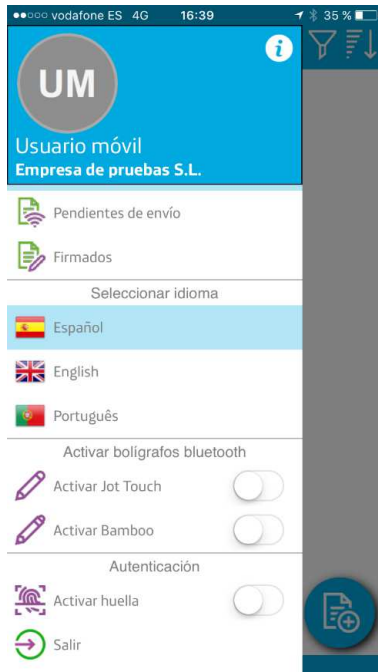 vodafone ES 4G 16:39 35 %
UM
i
Usuario móvil
Empresa de pruebas S.L.
Pendientes de envío
Firmados
Seleccionar idioma
Español
English
Português
Activar bolígrafos bluetooth
Activar Jot Touch
Activar Bamboo
Autenticación
Activar huella
Salir